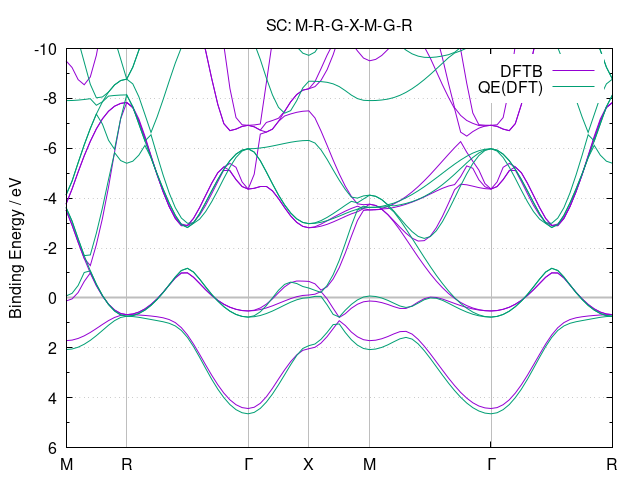 SC: M-R-G-X-M-G-R
DFTB
QE(DFT)
Binding Energy / eV
-10
-8
-6
-4
-2
0
2
4
6
M R Γ X M Γ R